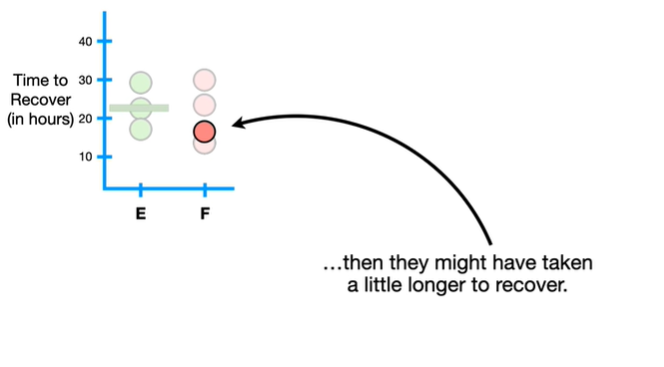 40
Time to
30
Recover
(in hours)
20
10
E
F
...then they might have taken
a little longer to recover.